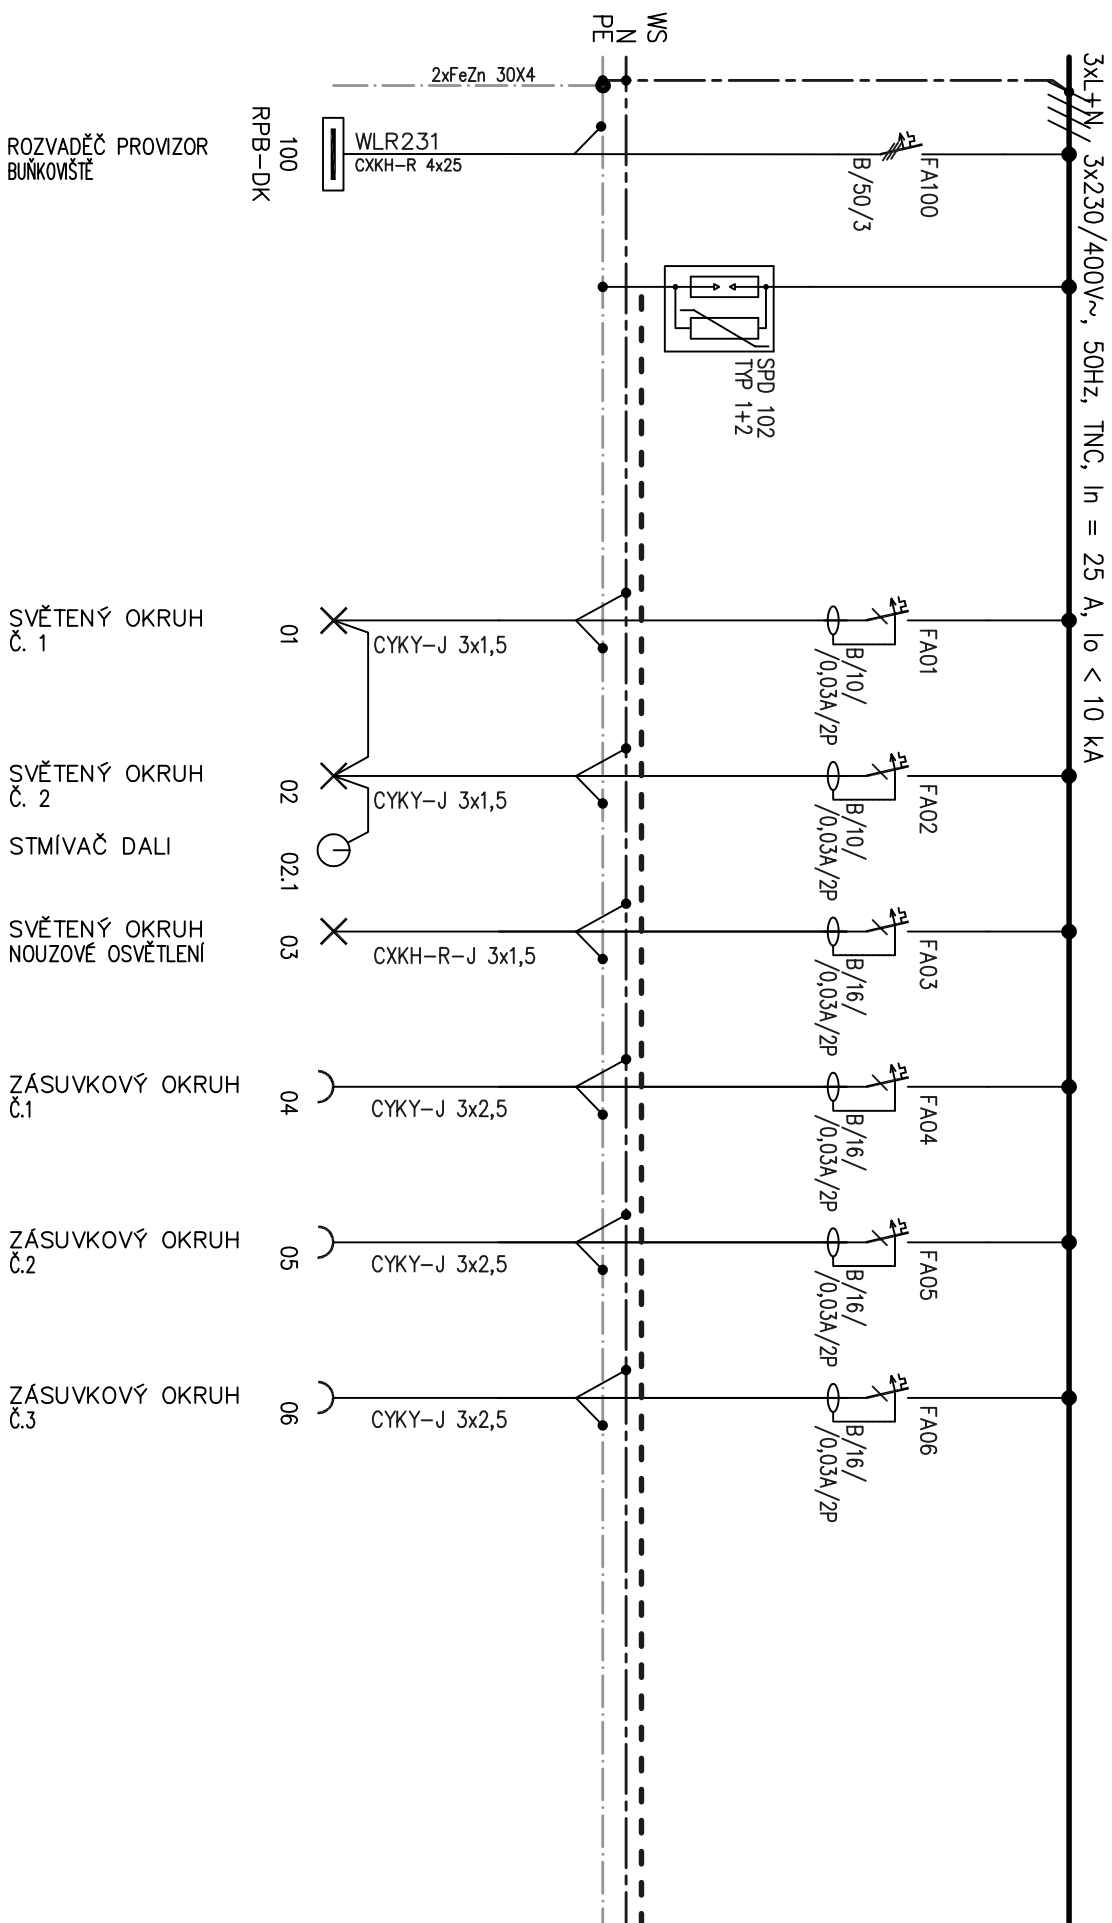 3xL+N, 3x230/400V~, 50Hz, TNC, In = 25 A, Io < 10 kA
WS
N
PE
2xFeZn 30X4
ROZVADĚČ PROVIZOR
BUŇKOVIŠTĚ
100
RPB-DK
WLR231
CXKH-R 4x25
FA100
B/50/3
SPD 102
TYP 1+2
SVĚTENÝ OKRUH
Č. 1
01
CYKY-J 3x1,5
FA01
B/10/
/0,03A/2P
SVĚTENÝ OKRUH
Č. 2
02
CYKY-J 3x1,5
FA02
B/10/
/0,03A/2P
STMÍVAČ DALI
02.1
SVĚTENÝ OKRUH
NOUZOVÉ OSVĚTLENÍ
03
CXKH-R-J 3x1,5
FA03
B/16/
/0,03A/2P
ZÁSUVKOVÝ OKRUH
Č.1
04
CYKY-J 3x2,5
FA04
B/16/
/0,03A/2P
ZÁSUVKOVÝ OKRUH
Č.2
05
CYKY-J 3x2,5
FA05
B/16/
/0,03A/2P
ZÁSUVKOVÝ OKRUH
Č.3
06
CYKY-J 3x2,5
FA06
B/16/
/0,03A/2P